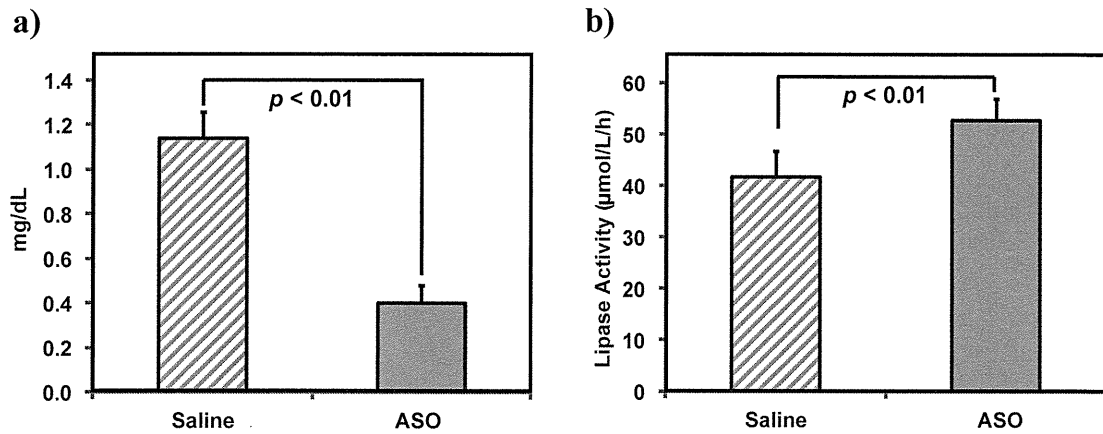 a)
mg/dL
1.4
1.2
1.0
0.8
0.6
0.4
0.2
0.0
p < 0.01
Saline ASO
b)
Lipase Activity (µmol/L/h)
60
50
40
30
20
10
0
p < 0.01
Saline ASO